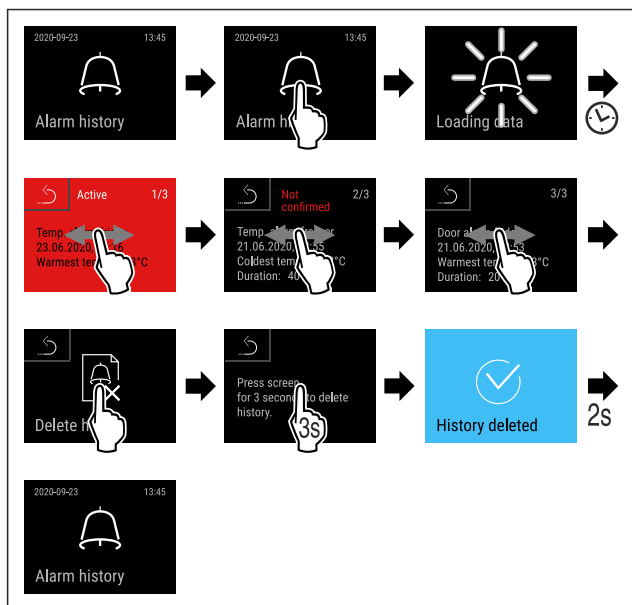 2020-09-23 13:45
Alarm history
2020-09-23 13:45
Alarm
Loading data
Active 1/3
Temp.
23.06.2020,
Warmest °C
Not 2/3
confirmed
Temp.
21.06.2020,
Coldest °C
Duration:
3/3
Door
21.06.2020,
Warmest °C
Duration:
Delete
Press screen
for 3 seconds to delete
history.
3s
History deleted
2s
2020-09-23 13:45
Alarm history